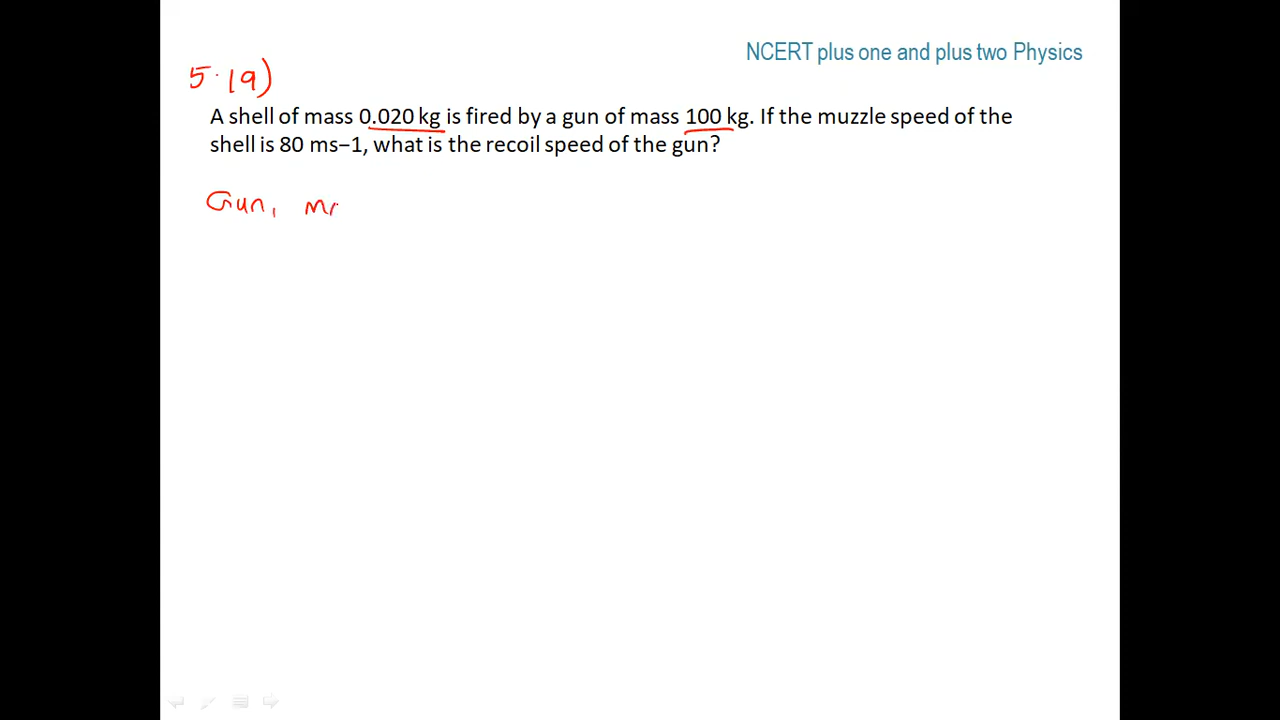 NCERT plus one and plus two Physics
5.19)
A shell of mass 0.020 kg is fired by a gun of mass 100 kg. If the muzzle speed of the
shell is 80 ms−1, what is the recoil speed of the gun?
Gun,